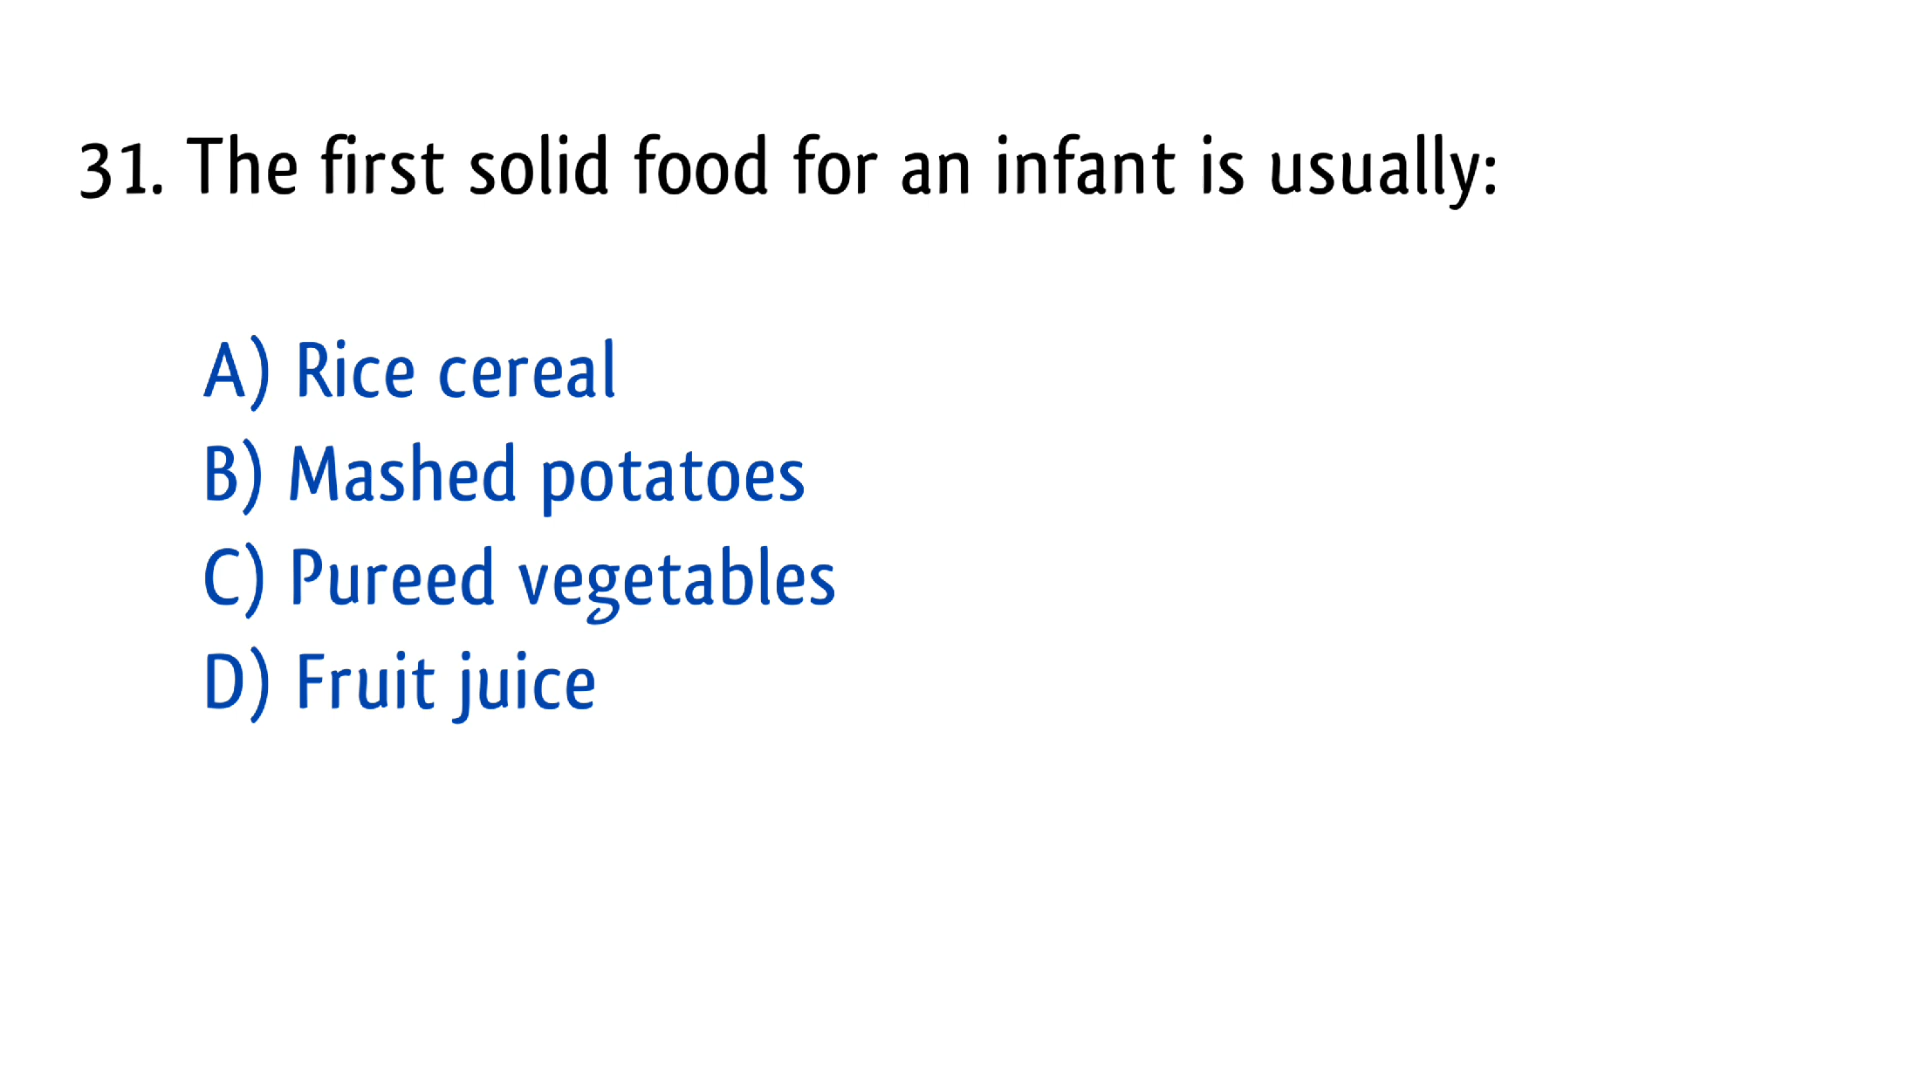 31. The first solid food for an infant is usually:
A) Rice cereal
B) Mashed potatoes
C) Pureed vegetables
D) Fruit juice